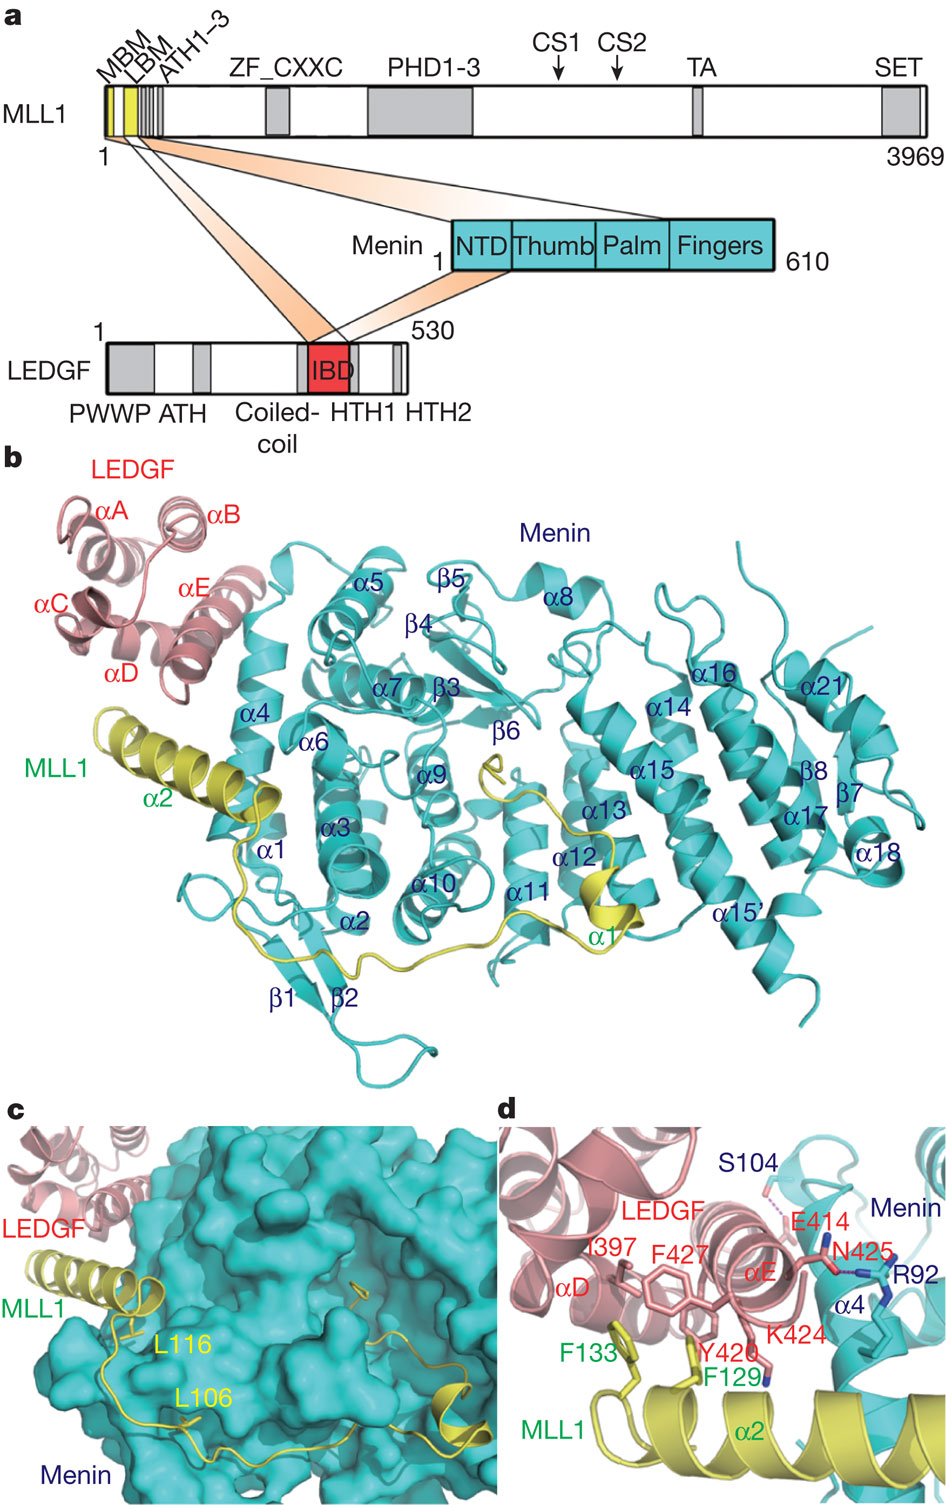 a
MBM
LBM
ATH1–3
ZF_CXXC
PHD1-3
CS1
CS2
TA
SET
MLL1
1
3969
Menin
1
NTD
Thumb
Palm
Fingers
610
1
530
LEDGF
IBD
PWWP
ATH
Coiled-
coil
HTH1
HTH2
b
LEDGF
αA
αB
αC
αE
αD
Menin
α5
β5
α8
β4
α7
β3
α16
α21
α4
α14
α6
β6
MLL1
α2
α9
α15
β8
β7
α13
α3
α17
α1
α12
α18
α10
α11
α2
α15’
α1
β1
β2
c
LEDGF
MLL1
L116
L106
Menin
d
S104
Menin
LEDGF
E414
I397
F427
N425
αE
R92
αD
α4
K424
F133
Y420
F129
MLL1
α2